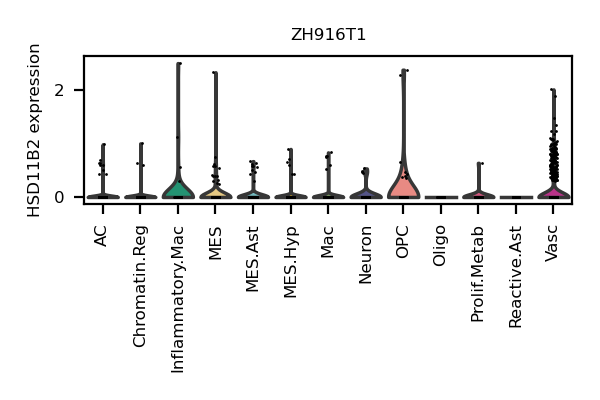 ZH916T1
HSD11B2 expression
2
0
AC
Chromatin.Reg
Inflammatory.Mac
MES
MES.Ast
MES.Hyp
Mac
Neuron
OPC
Oligo
Prolif.Metab
Reactive.Ast
Vasc